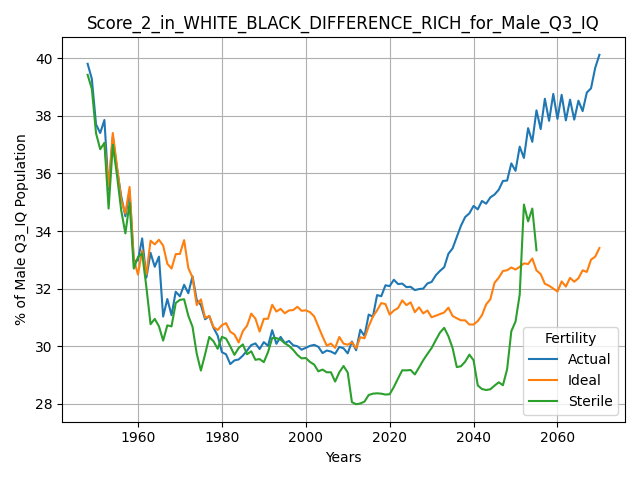 Score_2_in_WHITE_BLACK_DIFFERENCE_RICH_for_Male_Q3_IQ
% of Male Q3_IQ Population
40
38
36
34
32
30
28
1960
1980
2000
2020
2040
2060
Years
Fertility
Actual
Ideal
Sterile